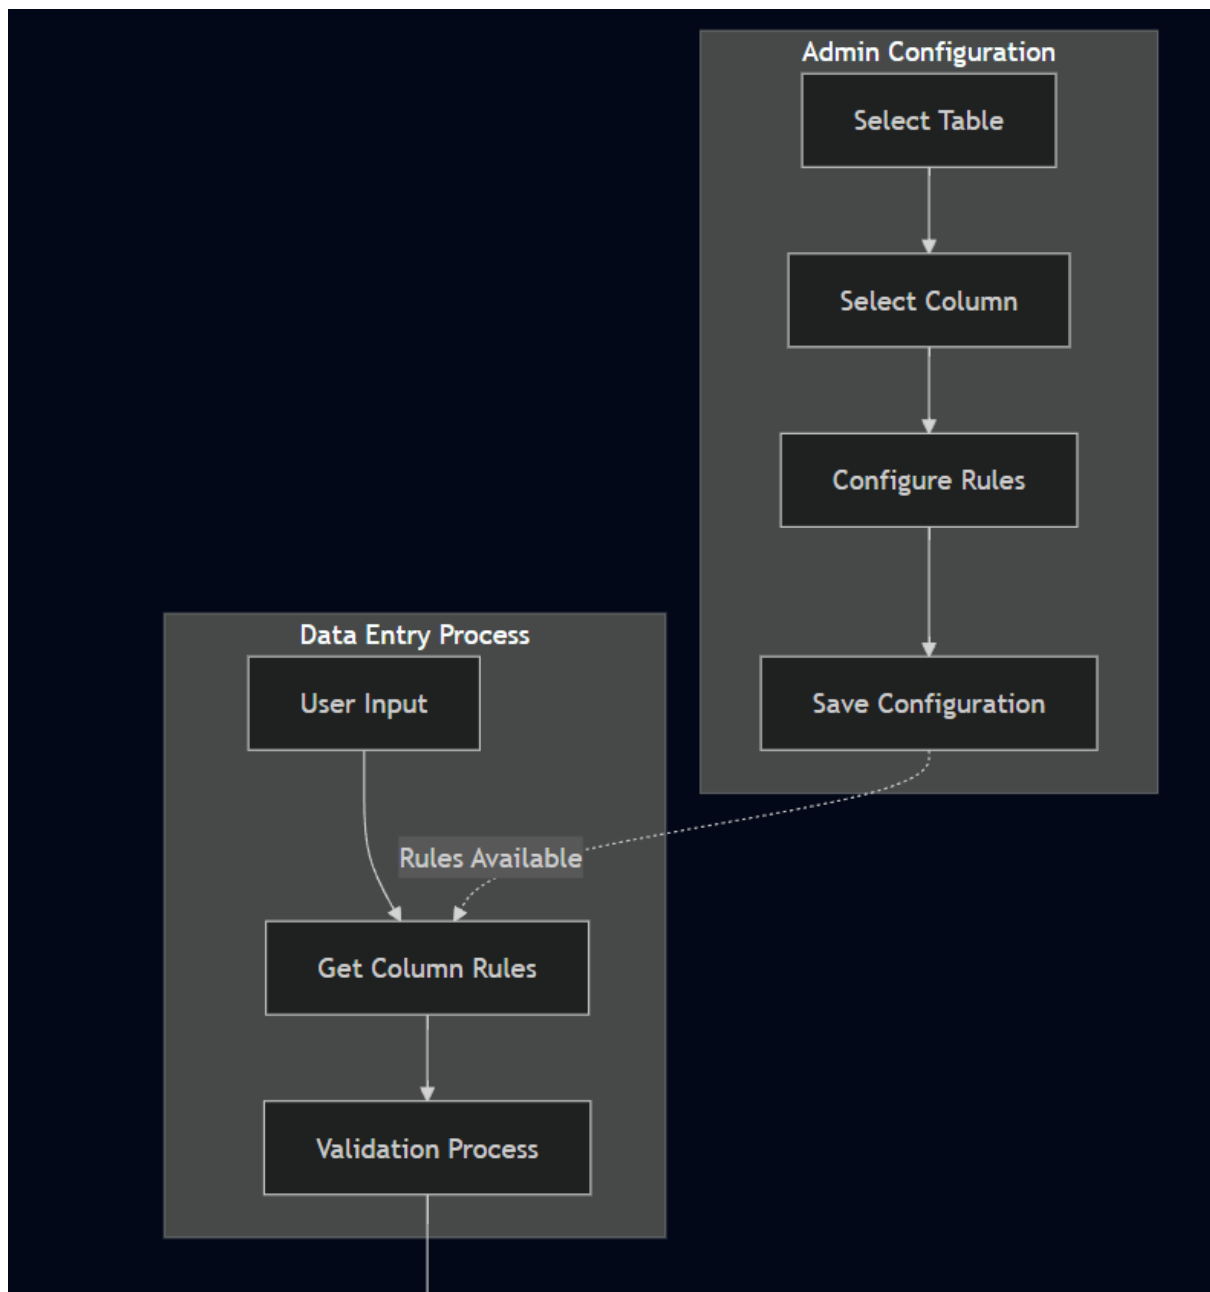 Admin Configuration
Select Table
Select Column
Configure Rules
Save Configuration
Data Entry Process
User Input
Rules Available
Get Column Rules
Validation Process